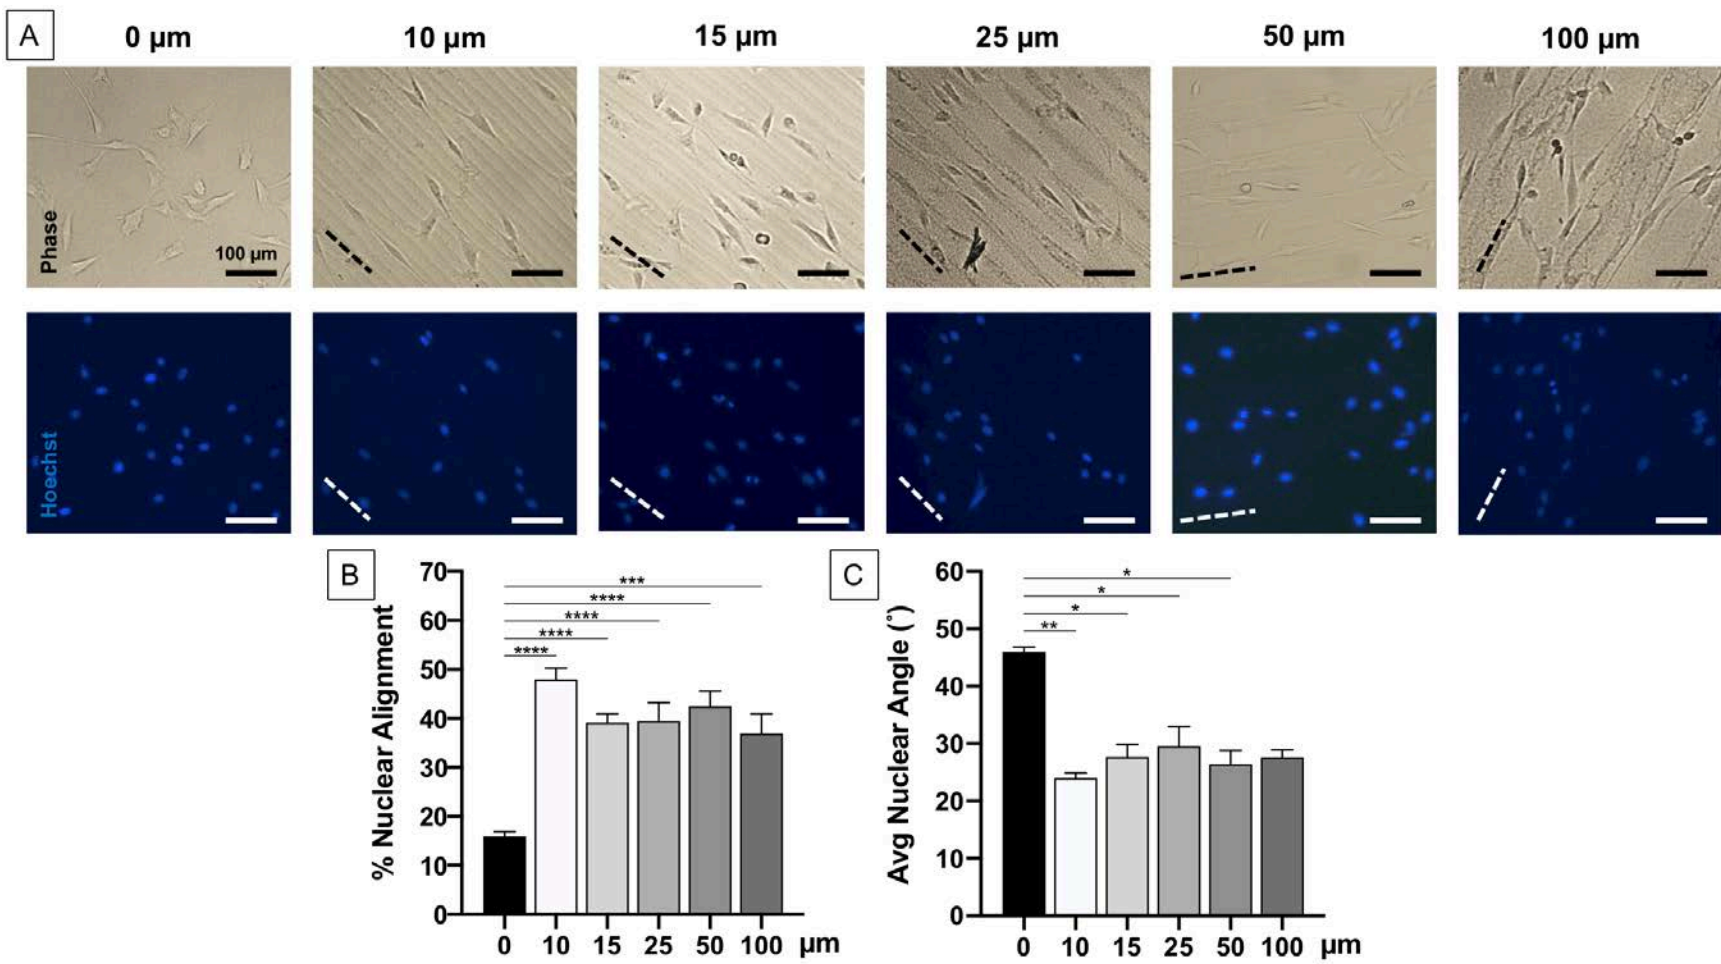 A
0 µm 10 µm 15 µm 25 µm 50 µm 100 µm
Phase
100 µm
Hoechst
B
% Nuclear Alignment
70
60
50
40
30
20
10
0
***
****
****
****
****
0 10 15 25 50 100 µm
C
Avg Nuclear Angle (°)
60
50
40
30
20
10
0
*
*
*
**
0 10 15 25 50 100 µm